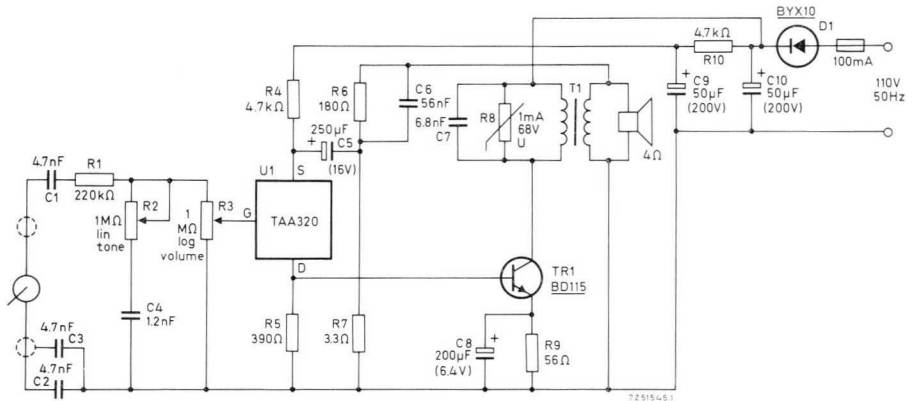 BYX10
D1
4.7kΩ
R10
100mA
110V
50Hz
C9
50µF
(200V)
C10
50µF
(200V)
R4
4.7kΩ
R6
180Ω
C6
56nF
6.8nF
C7
R8
1mA
68V
U
T1
4Ω
250µF
C5
(16V)
U1
S
G
TAA320
D
4.7nF
C1
R1
220kΩ
R2
1MΩ
lin
tone
R3
1
MΩ
log
volume
C4
1.2nF
4.7nF
C3
4.7nF
C2
R5
390Ω
R7
3.3Ω
TR1
BD115
C8
200µF
(6.4V)
R9
56Ω
7Z51545.1